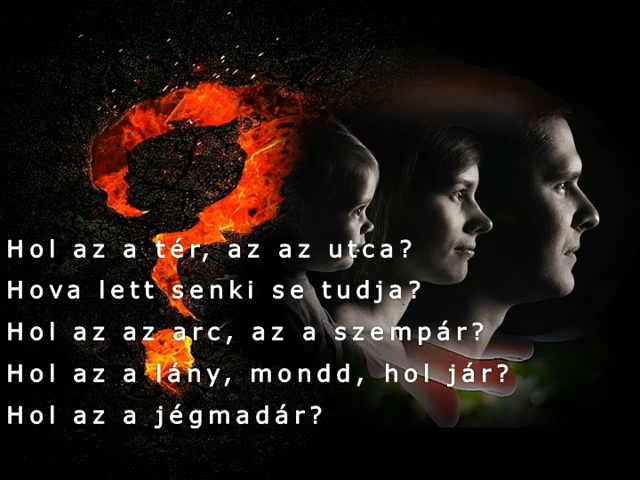 Hol az a tér, az az utca?
Hova lett senki se tudja?
Hol az az arc, az a szempár?
Hol az a lány, mondd, hol jár?
Hol az a jégmadár?